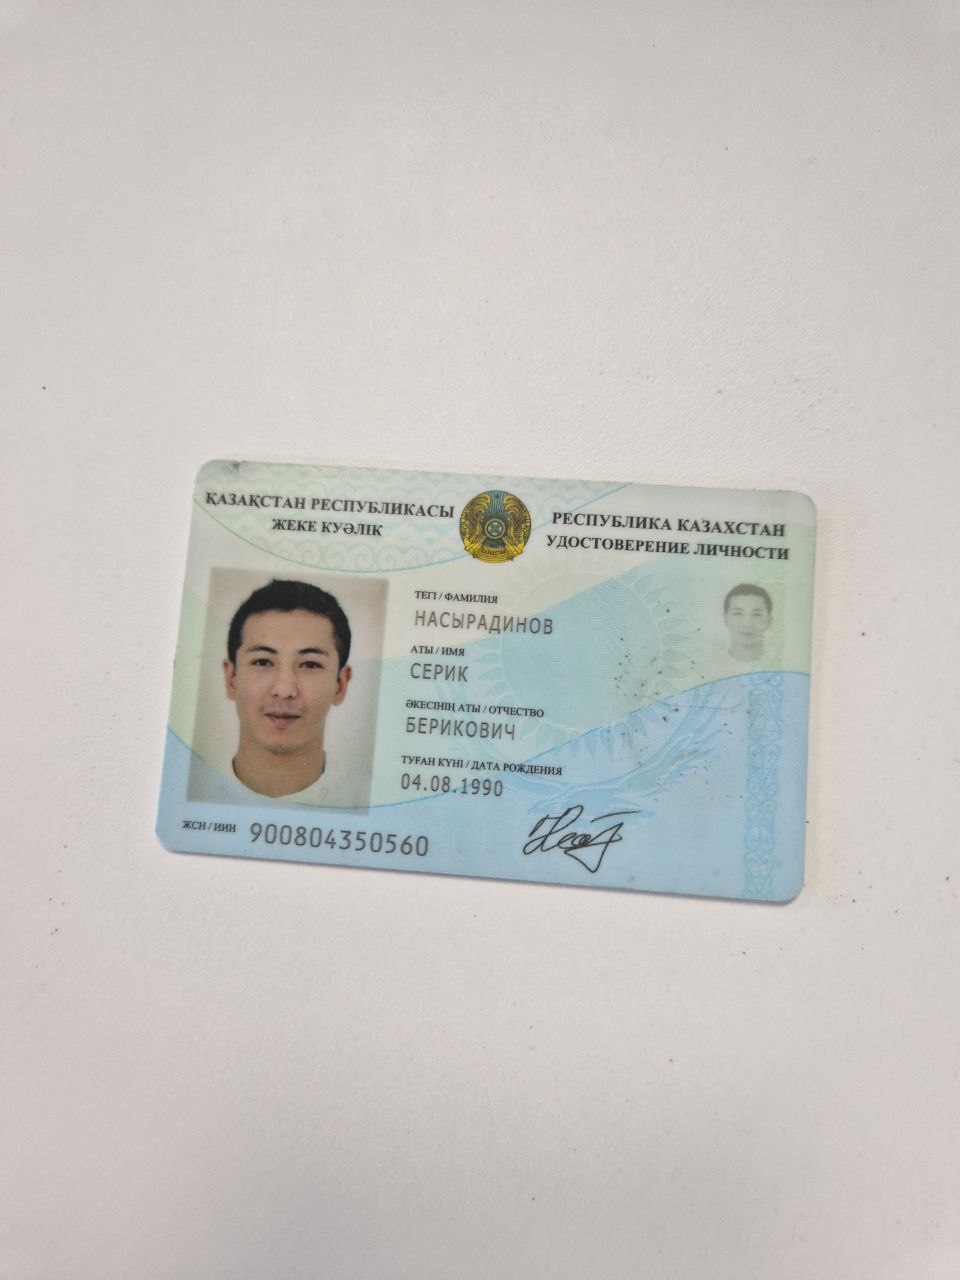 ҚАЗАҚСТАН РЕСПУБЛИКАСЫ
ЖЕКЕ КУӘЛІК
РЕСПУБЛИКА КАЗАХСТАН
УДОСТОВЕРЕНИЕ ЛИЧНОСТИ
ТЕГІ / ФАМИЛИЯ
НАСЫРАДИНОВ
АТЫ / ИМЯ
СЕРИК
ӘКЕСІНІҢ АТЫ / ОТЧЕСТВО
БЕРИКОВИЧ
ТУҒАН КҮНІ / ДАТА РОЖДЕНИЯ
04.08.1990
ЖСН / ИИН 900804350560